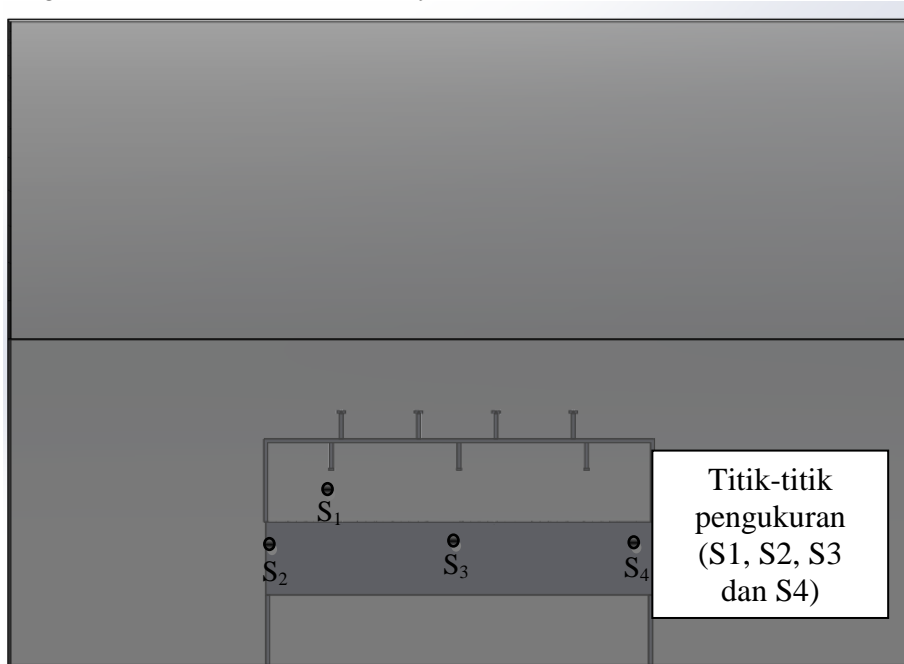 S₁
S₂
S₃
S₄
Titik-titik
pengukuran
(S1, S2, S3
dan S4)